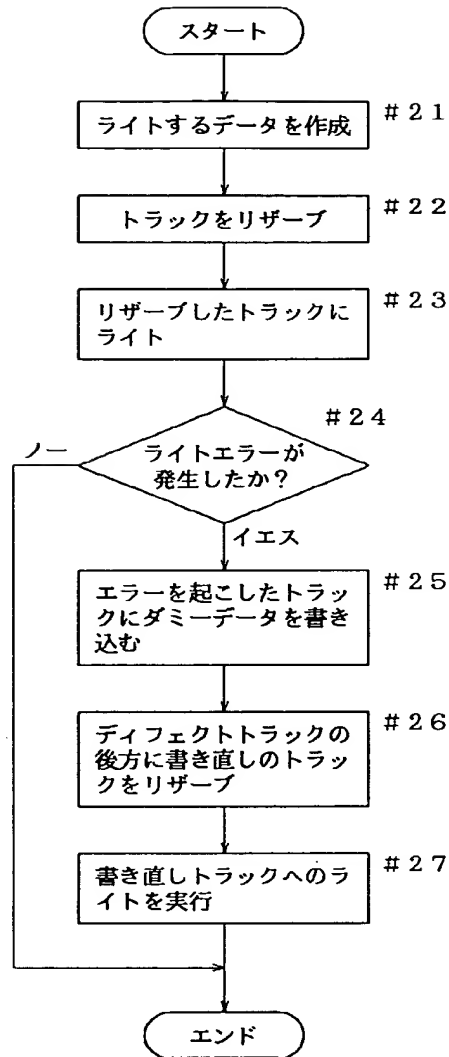 スタート
ライトするデータを作成
#21
トラックをリザーブ
#22
リザーブしたトラックに
ライト
#23
#24
ライトエラーが
発生したか?
ノー
イエス
エラーを起こしたトラッ
クにダミーデータを書き
込む
#25
ディフェクトトラックの
後方に書き直しのトラッ
クをリザーブ
#26
書き直しトラックへのラ
イトを実行
#27
エンド